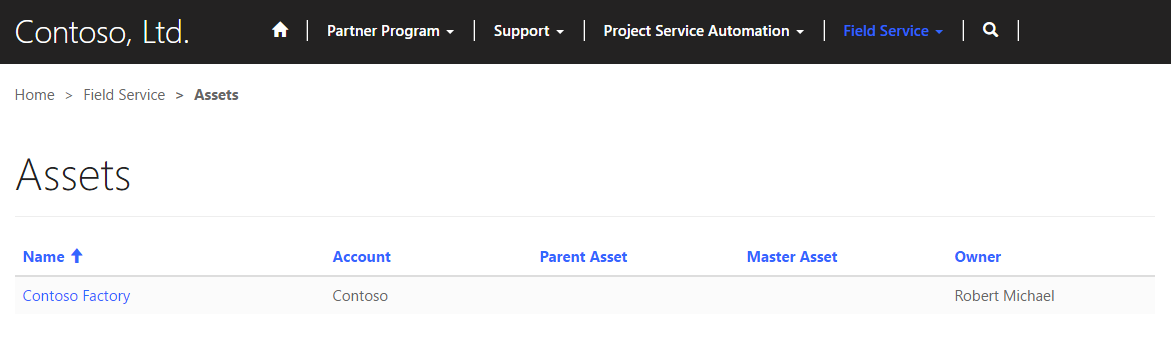 Contoso, Ltd. Partner Program Support Project Service Automation Field Service
Home > Field Service > Assets
Assets
Name Account Parent Asset Master Asset Owner
Contoso Factory Contoso Robert Michael